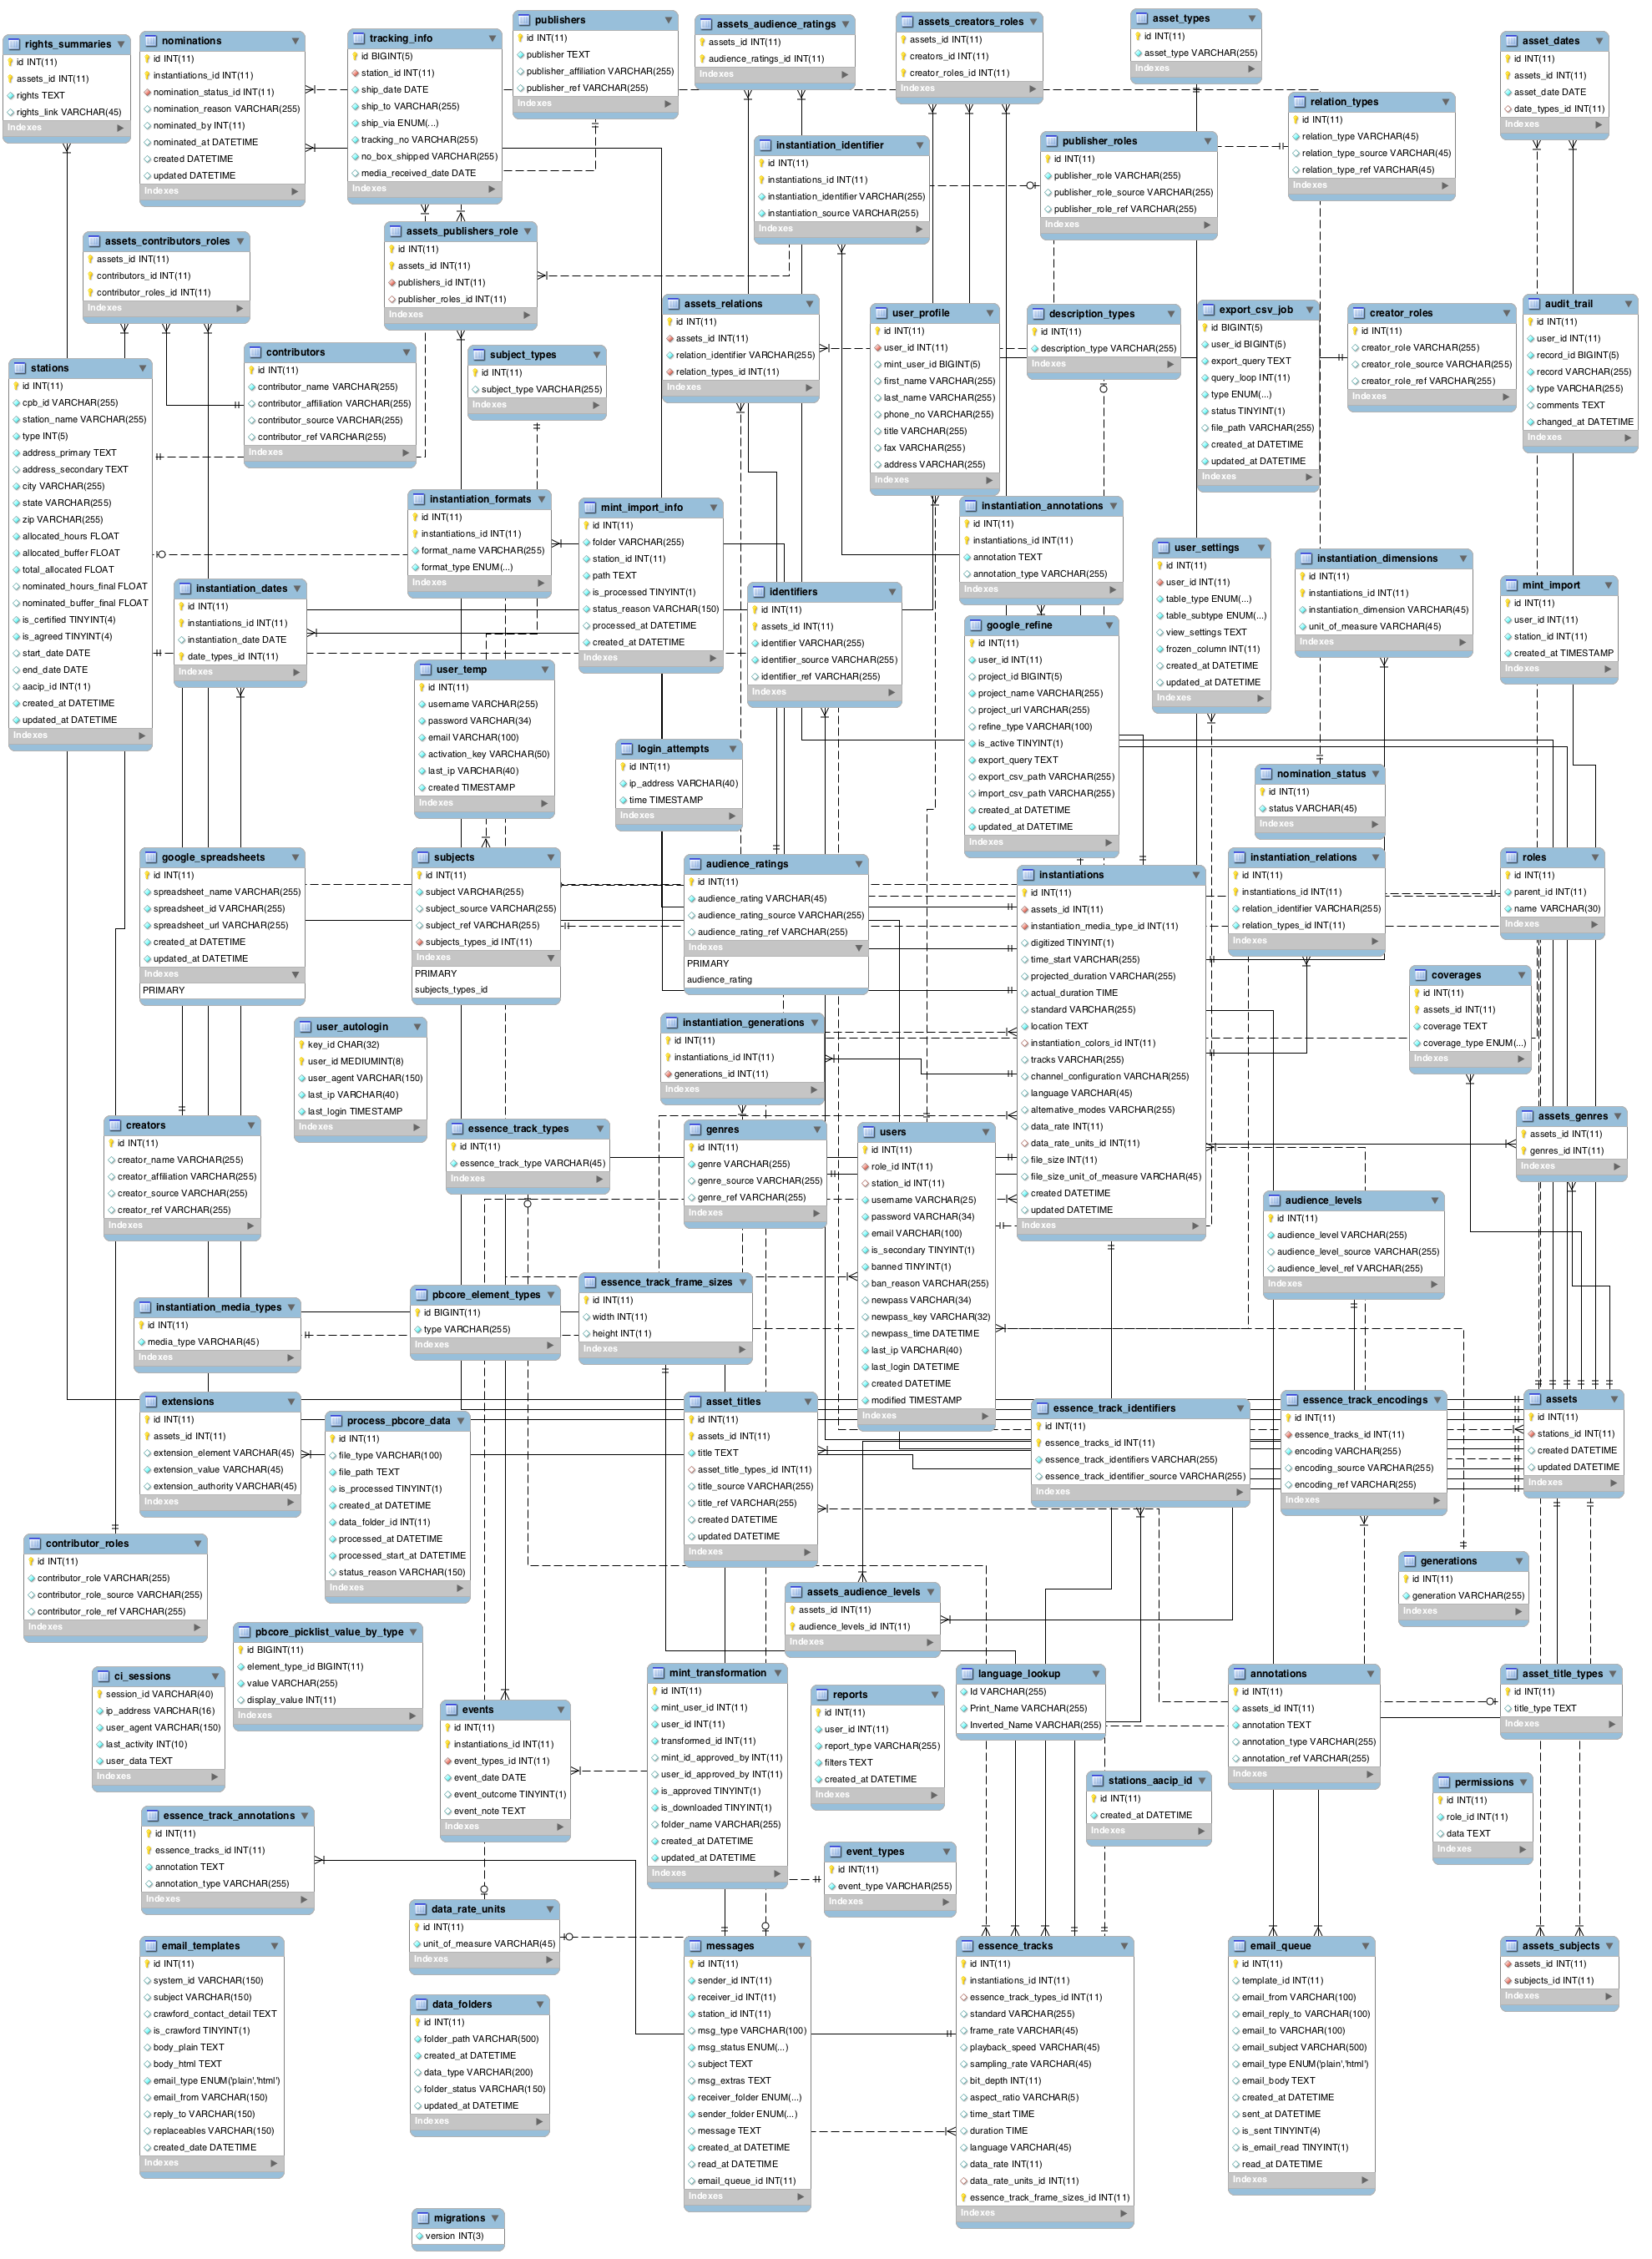 rights_summaries
id INT(11)
assets_id INT(11)
rights TEXT
rights_link VARCHAR(45)
Indexes
nominations
id INT(11)
instantiations_id INT(11)
nomination_status_id INT(11)
nomination_reason VARCHAR(255)
nominated_by INT(11)
nominated_at DATETIME
created DATETIME
updated DATETIME
Indexes
tracking_info
id BIGINT(5)
station_id INT(11)
ship_date DATE
ship_to VARCHAR(255)
ship_via ENUM(...)
tracking_no VARCHAR(255)
no_box_shipped VARCHAR(255)
media_received_date DATE
Indexes
publishers
id INT(11)
publisher TEXT
publisher_affiliation VARCHAR(255)
publisher_ref VARCHAR(255)
Indexes
assets_audience_ratings
assets_id INT(11)
audience_ratings_id INT(11)
Indexes
assets_creators_roles
assets_id INT(11)
creators_id INT(11)
creator_roles_id INT(11)
Indexes
asset_types
id INT(11)
asset_type VARCHAR(255)
Indexes
asset_dates
id INT(11)
assets_id INT(11)
asset_date DATE
date_types_id INT(11)
Indexes
relation_types
id INT(11)
relation_type VARCHAR(45)
relation_type_source VARCHAR(45)
relation_type_ref VARCHAR(45)
Indexes
instantiation_identifier
id INT(11)
instantiations_id INT(11)
instantiation_identifier VARCHAR(255)
instantiation_source VARCHAR(255)
Indexes
publisher_roles
id INT(11)
publisher_role VARCHAR(255)
publisher_role_source VARCHAR(255)
publisher_role_ref VARCHAR(255)
Indexes
assets_contributors_roles
assets_id INT(11)
contributors_id INT(11)
contributor_roles_id INT(11)
Indexes
assets_publishers_role
id INT(11)
assets_id INT(11)
publishers_id INT(11)
publisher_roles_id INT(11)
Indexes
assets_relations
id INT(11)
assets_id INT(11)
relation_identifier VARCHAR(255)
relation_types_id INT(11)
Indexes
user_profile
id INT(11)
user_id INT(11)
mint_user_id BIGINT(5)
first_name VARCHAR(255)
last_name VARCHAR(255)
phone_no VARCHAR(255)
title VARCHAR(255)
fax VARCHAR(255)
address VARCHAR(255)
Indexes
description_types
id INT(11)
description_type VARCHAR(255)
Indexes
export_csv_job
id BIGINT(5)
user_id BIGINT(5)
export_query TEXT
query_loop INT(11)
type ENUM(...)
status TINYINT(1)
file_path VARCHAR(255)
created_at DATETIME
updated_at DATETIME
Indexes
creator_roles
id INT(11)
creator_role VARCHAR(255)
creator_role_source VARCHAR(255)
creator_role_ref VARCHAR(255)
Indexes
audit_trail
id INT(11)
user_id INT(11)
record_id BIGINT(5)
record VARCHAR(255)
type VARCHAR(255)
comments TEXT
changed_at DATETIME
Indexes
stations
id INT(11)
cpb_id VARCHAR(255)
station_name VARCHAR(255)
type INT(5)
address_primary TEXT
address_secondary TEXT
city VARCHAR(255)
state VARCHAR(255)
zip VARCHAR(255)
allocated_hours FLOAT
allocated_buffer FLOAT
total_allocated FLOAT
nominated_hours_final FLOAT
nominated_buffer_final FLOAT
is_certified TINYINT(4)
is_agreed TINYINT(4)
start_date DATE
end_date DATE
aacip_id INT(11)
created_at DATETIME
updated_at DATETIME
Indexes
contributors
id INT(11)
contributor_name VARCHAR(255)
contributor_affiliation VARCHAR(255)
contributor_source VARCHAR(255)
contributor_ref VARCHAR(255)
Indexes
subject_types
id INT(11)
subject_type VARCHAR(255)
Indexes
instantiation_formats
id INT(11)
instantiations_id INT(11)
format_name VARCHAR(255)
format_type ENUM(...)
Indexes
mint_import_info
id INT(11)
folder VARCHAR(255)
station_id INT(11)
path TEXT
is_processed TINYINT(1)
status_reason VARCHAR(150)
processed_at DATETIME
created_at DATETIME
Indexes
instantiation_annotations
id INT(11)
instantiations_id INT(11)
annotation TEXT
annotation_type VARCHAR(255)
Indexes
user_settings
id INT(11)
user_id INT(11)
table_type ENUM(...)
table_subtype ENUM(...)
view_settings TEXT
frozen_column INT(11)
created_at DATETIME
updated_at DATETIME
Indexes
instantiation_dimensions
id INT(11)
instantiations_id INT(11)
instantiation_dimension VARCHAR(45)
unit_of_measure VARCHAR(45)
Indexes
mint_import
id INT(11)
user_id INT(11)
station_id INT(11)
created_at TIMESTAMP
Indexes
instantiation_dates
id INT(11)
instantiations_id INT(11)
instantiation_date DATE
date_types_id INT(11)
Indexes
identifiers
id INT(11)
assets_id INT(11)
identifier VARCHAR(255)
identifier_source VARCHAR(255)
identifier_ref VARCHAR(255)
Indexes
google_refine
id INT(11)
user_id INT(11)
project_id BIGINT(5)
project_name VARCHAR(255)
project_url VARCHAR(255)
refine_type VARCHAR(100)
is_active TINYINT(1)
export_query TEXT
export_csv_path VARCHAR(255)
import_csv_path VARCHAR(255)
created_at DATETIME
updated_at DATETIME
Indexes
user_temp
id INT(11)
username VARCHAR(255)
password VARCHAR(34)
email VARCHAR(100)
activation_key VARCHAR(50)
last_ip VARCHAR(40)
created TIMESTAMP
Indexes
login_attempts
id INT(11)
ip_address VARCHAR(40)
time TIMESTAMP
Indexes
nomination_status
id INT(11)
status VARCHAR(45)
Indexes
google_spreadsheets
id INT(11)
spreadsheet_name VARCHAR(255)
spreadsheet_id VARCHAR(255)
spreadsheet_url VARCHAR(255)
created_at DATETIME
updated_at DATETIME
Indexes
PRIMARY
subjects
id INT(11)
subject VARCHAR(255)
subject_source VARCHAR(255)
subject_ref VARCHAR(255)
subjects_types_id INT(11)
Indexes
PRIMARY
subjects_types_id
audience_ratings
id INT(11)
audience_rating VARCHAR(45)
audience_rating_source VARCHAR(255)
audience_rating_ref VARCHAR(255)
Indexes
PRIMARY
audience_rating
instantiations
id INT(11)
assets_id INT(11)
instantiation_media_type_id INT(11)
digitized TINYINT(1)
time_start VARCHAR(255)
projected_duration VARCHAR(255)
actual_duration TIME
standard VARCHAR(255)
location TEXT
instantiation_colors_id INT(11)
tracks VARCHAR(255)
channel_configuration VARCHAR(255)
language VARCHAR(45)
alternative_modes VARCHAR(255)
data_rate INT(11)
data_rate_units_id INT(11)
file_size INT(11)
file_size_unit_of_measure VARCHAR(45)
created DATETIME
updated DATETIME
Indexes
instantiation_relations
id INT(11)
instantiations_id INT(11)
relation_identifier VARCHAR(255)
relation_types_id INT(11)
Indexes
roles
id INT(11)
parent_id INT(11)
name VARCHAR(30)
Indexes
coverages
id INT(11)
assets_id INT(11)
coverage TEXT
coverage_type ENUM(...)
Indexes
user_autologin
key_id CHAR(32)
user_id MEDIUMINT(8)
user_agent VARCHAR(150)
last_ip VARCHAR(40)
last_login TIMESTAMP
Indexes
instantiation_generations
id INT(11)
instantiations_id INT(11)
generations_id INT(11)
Indexes
creators
id INT(11)
creator_name VARCHAR(255)
creator_affiliation VARCHAR(255)
creator_source VARCHAR(255)
creator_ref VARCHAR(255)
Indexes
essence_track_types
id INT(11)
essence_track_type VARCHAR(45)
Indexes
genres
id INT(11)
genre VARCHAR(255)
genre_source VARCHAR(255)
genre_ref VARCHAR(255)
Indexes
users
id INT(11)
role_id INT(11)
station_id INT(11)
username VARCHAR(25)
password VARCHAR(34)
email VARCHAR(100)
is_secondary TINYINT(1)
banned TINYINT(1)
ban_reason VARCHAR(255)
newpass VARCHAR(34)
newpass_key VARCHAR(32)
newpass_time DATETIME
last_ip VARCHAR(40)
last_login DATETIME
created DATETIME
modified TIMESTAMP
Indexes
assets_genres
assets_id INT(11)
genres_id INT(11)
Indexes
audience_levels
id INT(11)
audience_level VARCHAR(255)
audience_level_source VARCHAR(255)
audience_level_ref VARCHAR(255)
Indexes
instantiation_media_types
id INT(11)
media_type VARCHAR(45)
Indexes
pbcore_element_types
id BIGINT(11)
type VARCHAR(255)
Indexes
essence_track_frame_sizes
id INT(11)
width INT(11)
height INT(11)
Indexes
extensions
id INT(11)
assets_id INT(11)
extension_element VARCHAR(45)
extension_value VARCHAR(45)
extension_authority VARCHAR(45)
Indexes
process_pbcore_data
id INT(11)
file_type VARCHAR(100)
file_path TEXT
is_processed TINYINT(1)
created_at DATETIME
data_folder_id INT(11)
processed_at DATETIME
processed_start_at DATETIME
status_reason VARCHAR(150)
Indexes
asset_titles
id INT(11)
assets_id INT(11)
title TEXT
asset_title_types_id INT(11)
title_source VARCHAR(255)
title_ref VARCHAR(255)
created DATETIME
updated DATETIME
Indexes
essence_track_identifiers
id INT(11)
essence_tracks_id INT(11)
essence_track_identifiers VARCHAR(255)
essence_track_identifier_source VARCHAR(255)
Indexes
essence_track_encodings
id INT(11)
essence_tracks_id INT(11)
encoding VARCHAR(255)
encoding_source VARCHAR(255)
encoding_ref VARCHAR(255)
Indexes
assets
id INT(11)
stations_id INT(11)
created DATETIME
updated DATETIME
Indexes
contributor_roles
id INT(11)
contributor_role VARCHAR(255)
contributor_role_source VARCHAR(255)
contributor_role_ref VARCHAR(255)
Indexes
generations
id INT(11)
generation VARCHAR(255)
Indexes
assets_audience_levels
assets_id INT(11)
audience_levels_id INT(11)
Indexes
pbcore_picklist_value_by_type
id BIGINT(11)
element_type_id BIGINT(11)
value VARCHAR(255)
display_value INT(11)
Indexes
ci_sessions
session_id VARCHAR(40)
ip_address VARCHAR(16)
user_agent VARCHAR(150)
last_activity INT(10)
user_data TEXT
Indexes
events
id INT(11)
instantiations_id INT(11)
event_types_id INT(11)
event_date DATE
event_outcome TINYINT(1)
event_note TEXT
Indexes
mint_transformation
id INT(11)
mint_user_id INT(11)
user_id INT(11)
transformed_id INT(11)
mint_id_approved_by INT(11)
user_id_approved_by INT(11)
is_approved TINYINT(1)
is_downloaded TINYINT(1)
folder_name VARCHAR(255)
created_at DATETIME
updated_at DATETIME
Indexes
reports
id INT(11)
user_id INT(11)
report_type VARCHAR(255)
filters TEXT
created_at DATETIME
Indexes
language_lookup
Id VARCHAR(255)
Print_Name VARCHAR(255)
Inverted_Name VARCHAR(255)
Indexes
annotations
id INT(11)
assets_id INT(11)
annotation TEXT
annotation_type VARCHAR(255)
annotation_ref VARCHAR(255)
Indexes
asset_title_types
id INT(11)
title_type TEXT
Indexes
stations_aacip_id
id INT(11)
created_at DATETIME
Indexes
permissions
id INT(11)
role_id INT(11)
data TEXT
Indexes
essence_track_annotations
id INT(11)
essence_tracks_id INT(11)
annotation TEXT
annotation_type VARCHAR(255)
Indexes
event_types
id INT(11)
event_type VARCHAR(255)
Indexes
data_rate_units
id INT(11)
unit_of_measure VARCHAR(45)
Indexes
email_templates
id INT(11)
system_id VARCHAR(150)
subject VARCHAR(150)
crawford_contact_detail TEXT
is_crawford TINYINT(1)
body_plain TEXT
body_html TEXT
email_type ENUM('plain','html')
email_from VARCHAR(150)
reply_to VARCHAR(150)
replaceables VARCHAR(150)
created_date DATETIME
Indexes
data_folders
id INT(11)
folder_path VARCHAR(500)
created_at DATETIME
data_type VARCHAR(200)
folder_status VARCHAR(150)
updated_at DATETIME
Indexes
messages
id INT(11)
sender_id INT(11)
receiver_id INT(11)
station_id INT(11)
msg_type VARCHAR(100)
msg_status ENUM(...)
subject TEXT
msg_extras TEXT
receiver_folder ENUM(...)
sender_folder ENUM(...)
message TEXT
created_at DATETIME
read_at DATETIME
email_queue_id INT(11)
Indexes
essence_tracks
id INT(11)
instantiations_id INT(11)
essence_track_types_id INT(11)
standard VARCHAR(255)
frame_rate VARCHAR(45)
playback_speed VARCHAR(45)
sampling_rate VARCHAR(45)
bit_depth INT(11)
aspect_ratio VARCHAR(5)
time_start TIME
duration TIME
language VARCHAR(45)
data_rate INT(11)
data_rate_units_id INT(11)
essence_track_frame_sizes_id INT(11)
Indexes
email_queue
id INT(11)
template_id INT(11)
email_from VARCHAR(100)
email_reply_to VARCHAR(100)
email_to VARCHAR(100)
email_subject VARCHAR(500)
email_type ENUM('plain','html')
email_body TEXT
created_at DATETIME
sent_at DATETIME
is_sent TINYINT(4)
is_email_read TINYINT(1)
read_at DATETIME
Indexes
assets_subjects
assets_id INT(11)
subjects_id INT(11)
Indexes
migrations
version INT(3)